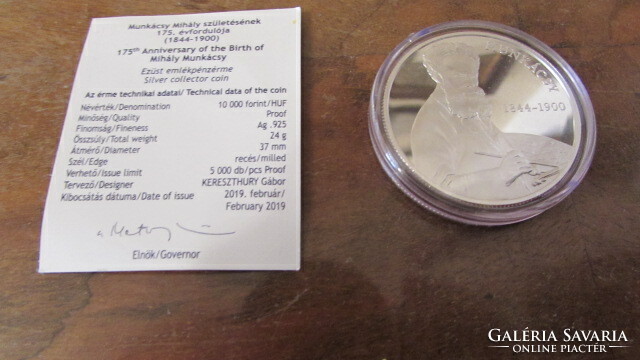 Munkácsy Mihály születésének
175. évfordulója
(1844-1900)
175th Anniversary of the Birth of
Mihály Munkácsy
Ezüst emlékpénzérme
Silver collector coin
Az érme technikai adatai/ Technical data of the coin
Névérték/Denomination 10 000 forint/HUF
Minőség/Quality Proof
Finomság/Fineness Ag .925
Összsúly/Total weight 24 g
Átmérő/Diameter 37 mm
Szél/Edge recés/milled
Verhető/Issue limit 5 000 db/pcs Proof
Tervező/Designer KERESZTHURY Gábor
Kibocsátás dátuma/Date of issue 2019. február/
February 2019
Elnök/Governor
1844-1900
GALÉRIA SAVARIA
ONLINE PIACTÉR